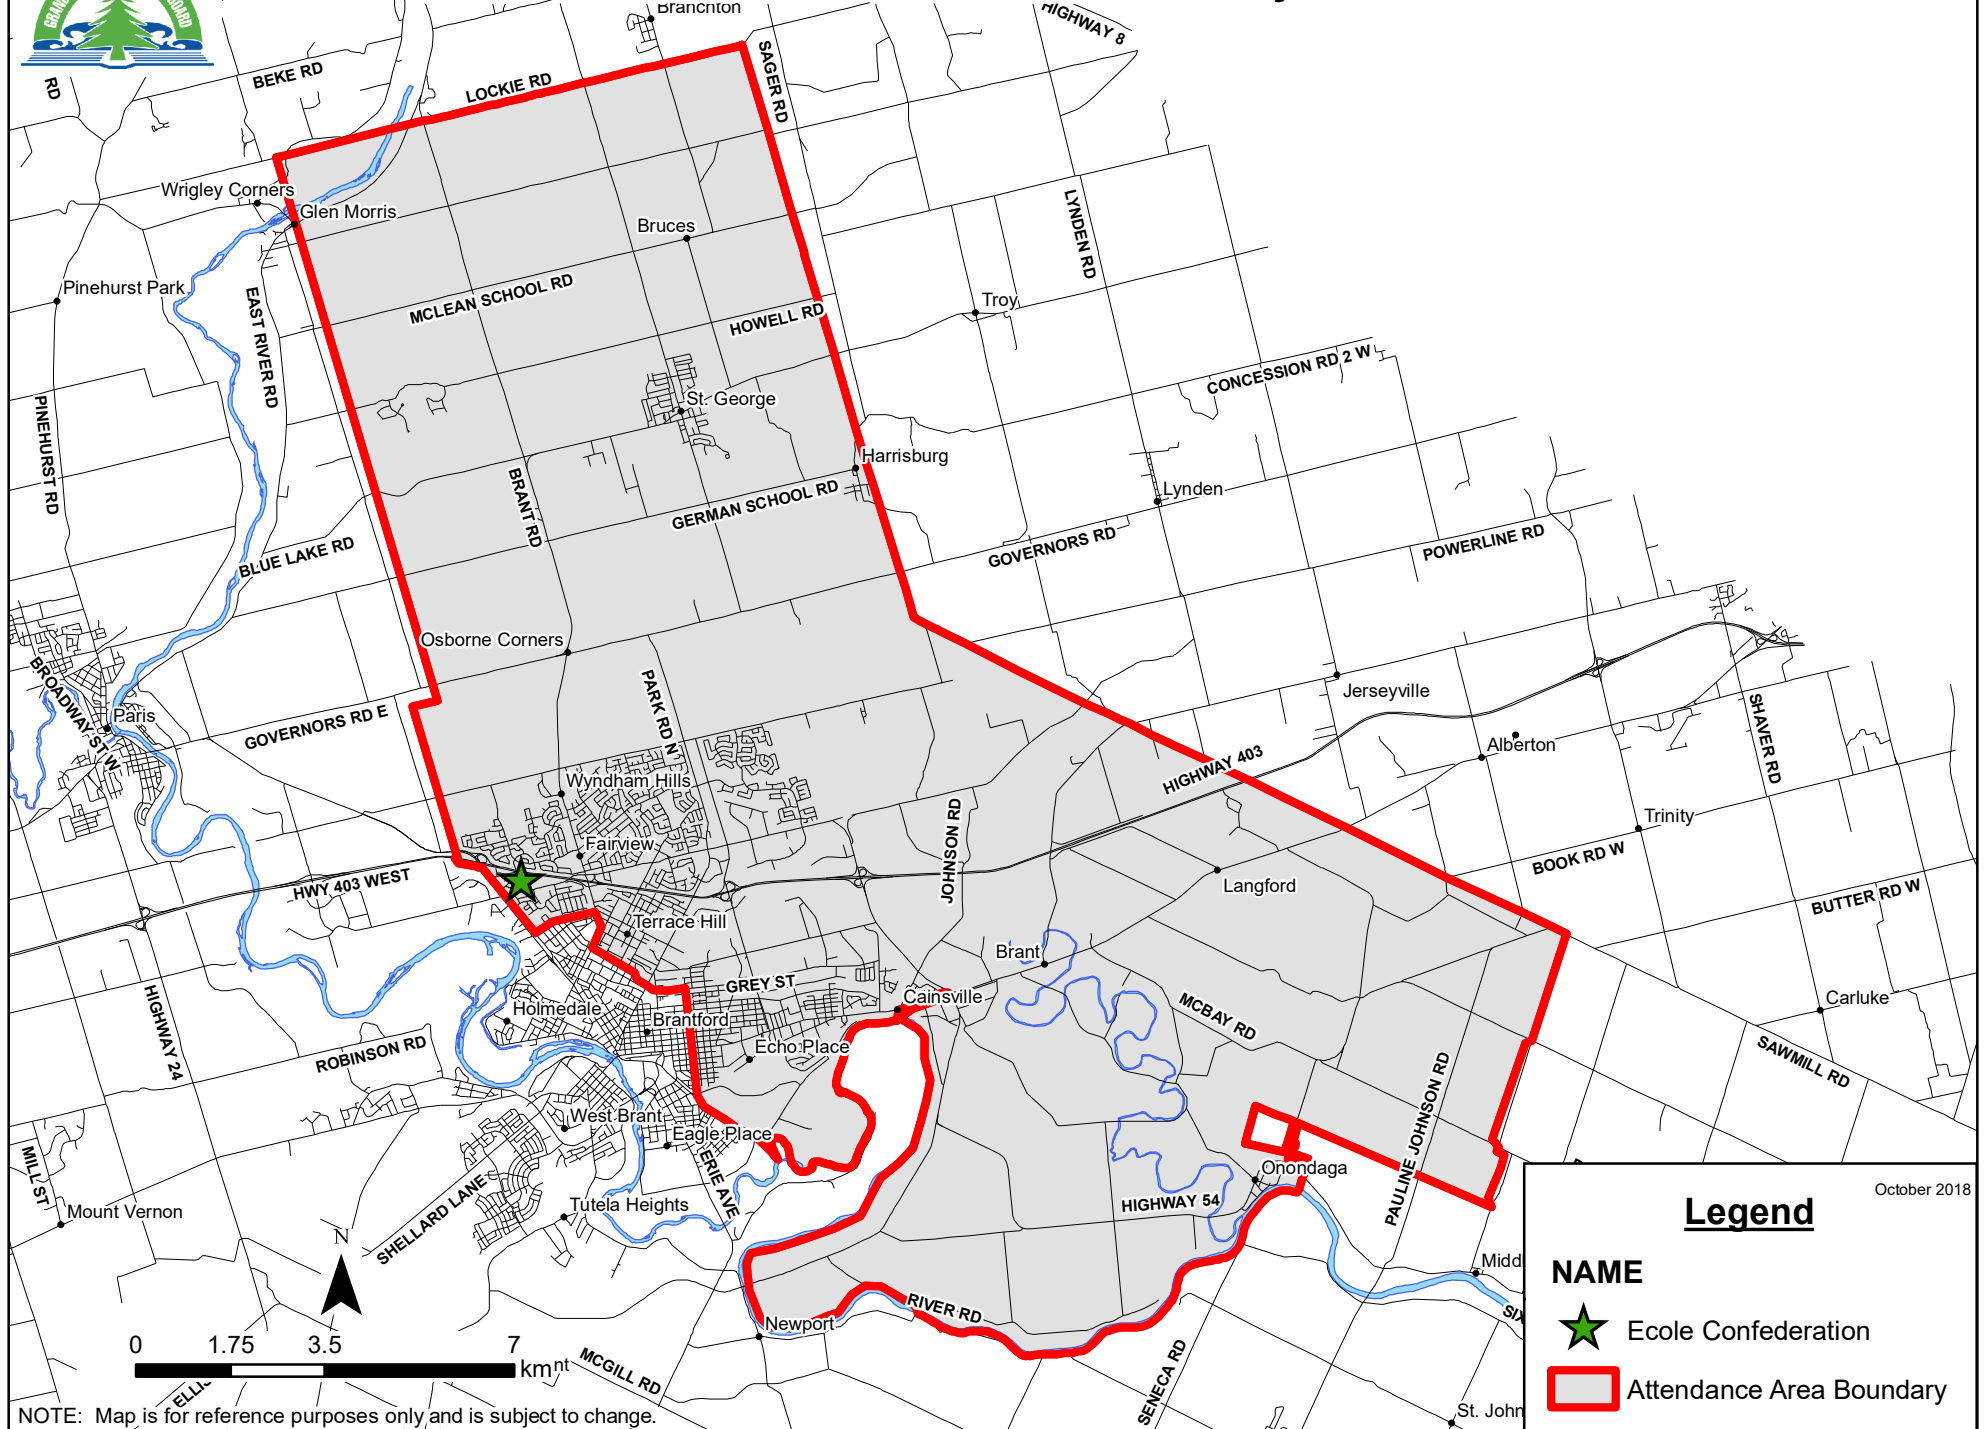 GRAND
BOARD
Branchton
HIGHWAY 8
SAGER RD
RD
BEKE RD
LOCKIE RD
Wrigley Corners
Glen Morris
Bruces
LYNDEN RD
Pinehurst Park
EAST RIVER RD
MCLEAN SCHOOL RD
HOWELL RD
Troy
CONCESSION RD 2 W
PINEHURST RD
St. George
Harrisburg
BRANT RD
GERMAN SCHOOL RD
Lynden
BLUE LAKE RD
GOVERNORS RD
POWERLINE RD
Osborne Corners
BROADWAY ST W
Paris
PARK RD N
Jerseyville
GOVERNORS RD E
SHAVER RD
Alberton
Wyndham Hills
HIGHWAY 403
JOHNSON RD
Trinity
Fairview
BOOK RD W
HWY 403 WEST
Langford
BUTTER RD W
Terrace Hill
Brant
GREY ST
Cainsville
HIGHWAY 24
Holmedale
Brantford
MCBAY RD
Carluke
Echo Place
ROBINSON RD
SAWMILL RD
PAULINE JOHNSON RD
West Brant
Eagle Place
MILL ST
ERIE AVE
Onondaga
Mount Vernon
SHELLARD LANE
Tutela Heights
HIGHWAY 54
N
Midd
RIVER RD
SIX
Newport
SENECA RD
MCGILL RD
ELLIS
St. John
0 1.75 3.5 7
km
nt
NOTE: Map is for reference purposes only and is subject to change.
October 2018
Legend
NAME
Ecole Confederation
Attendance Area Boundary